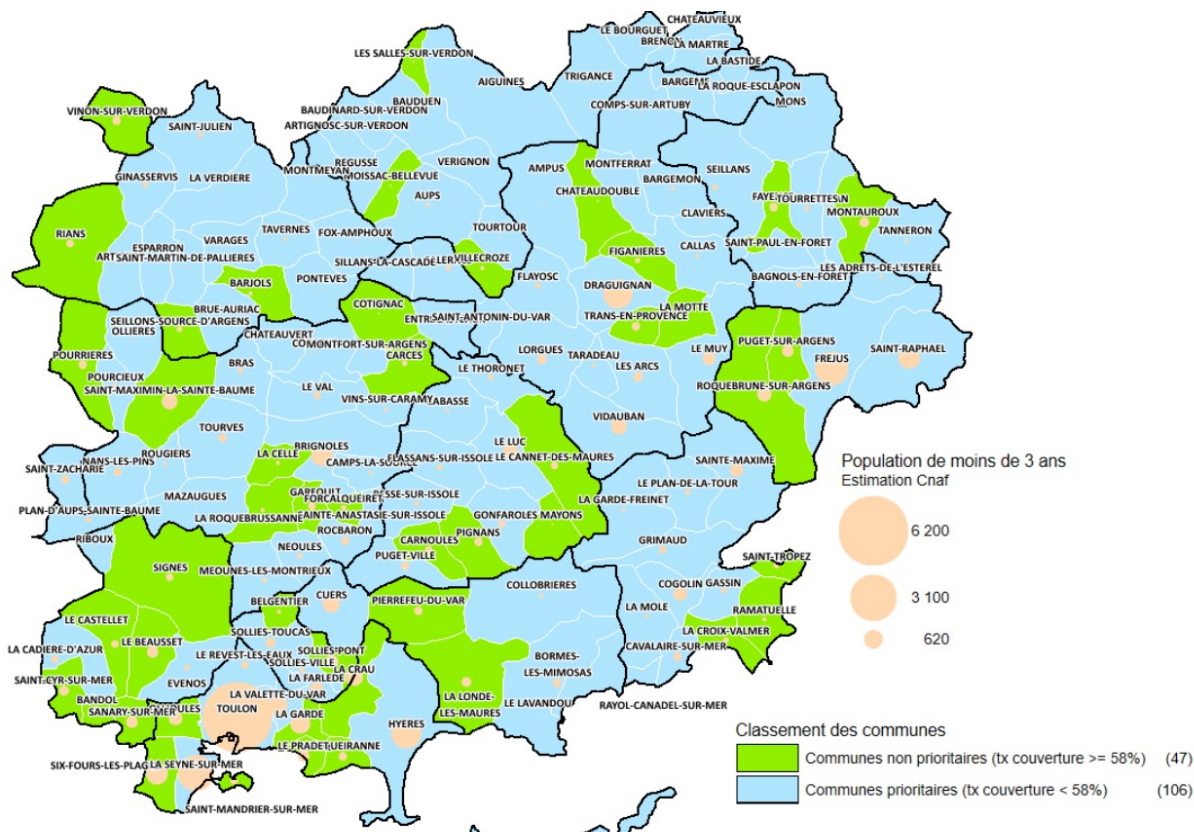 CHATEAUVIEUX
LE BOURGUET
BRENON
LA MARTRE
LES SALLES-SUR-VERDON
LA BASTIDE
AIGUINES
TRIGANCE
BARGEME
LA ROQUE-ESCLAPON
BAUDUEN
COMPS-SUR-ARTUBY
MONS
VINON-SUR-VERDON
BAUDINARD-SUR-VERDON
SAINT-JULIEN
ARTIGNOSC-SUR-VERDON
REGUSSE
VERIGNON
MONTMEYAN
MOISSAC-BELLEVUE
AMPUS
MONTFERRAT
SEILLANS
GINASSERVIS
LA VERDIERE
BARGEMON
CHATEAUDOUBLE
AUPS
FAYENCE
TOURRETTES
MONTAUROUX
CLAVIERS
TOURTOUR
TAVERNES
FOX-AMPHOUX
TANNERON
RIANS
VARAGES
ESPARRON
SAINT-PAUL-EN-FORET
CALLAS
FIGANIERES
ART
SAINT-MARTIN-DE-PALLIERES
SILLANS-LA-CASCADE
VILLECROZE
LES ADRETS-DE-L'ESTEREL
PONTEVES
FLAYOSC
BAGNOLS-EN-FORET
BARJOLS
DRAGUIGNAN
COTIGNAC
LA MOTTE
BRUE-AURIAC
SAINT-ANTONIN-DU-VAR
TRANS-EN-PROVENCE
SEILLONS-SOURCE-D'ARGENS
OLLIERES
CHATEAUVERT
MONTFORT-SUR-ARGENS
PUGET-SUR-ARGENS
SAINT-RAPHAEL
POURRIERES
BRAS
CARCES
LORGUES
TARADEAU
LE MUY
FREJUS
POURCIEUX
LE THORONET
LES ARCS
SAINT-MAXIMIN-LA-SAINTE-BAUME
LE VAL
ROQUEBRUNE-SUR-ARGENS
VINS-SUR-CARAMY
CABASSE
VIDAUBAN
TOURVES
BRIGNOLES
LE LUC
ROUGIERS
LA CELLE
FLASSANS-SUR-ISSOLE
LE CANNET-DES-MAURES
SAINTE-MAXIME
NANS-LES-PINS
CAMPS-LA-SOURCE
SAINT-ZACHARIE
LE PLAN-DE-LA-TOUR
MAZAUGUES
GAREOULT
FORCALQUEIRET
BESSE-SUR-ISSOLE
LA GARDE-FREINET
PLAN-D'AUPS-SAINTE-BAUME
LA ROQUEBRUSSANNE
SAINTE-ANASTASIE-SUR-ISSOLE
GONFARON
LES MAYONS
ROCBARON
RIBOUX
CARNOULES
PIGNANS
GRIMAUD
NEOULES
PUGET-VILLE
SAINT-TROPEZ
SIGNES
MEOUNES-LES-MONTRIEUX
COLLOBRIERES
COGOLIN
GASSIN
BELGENTIER
CUERS
PIERREFEU-DU-VAR
LA MOLE
RAMATUELLE
LE CASTELLET
SOLLIES-TOUCAS
LA CROIX-VALMER
LE BEAUSSET
LA CADIERE-D'AZUR
LE REVEST-LES-EAUX
SOLLIES-PONT
CAVALAIRE-SUR-MER
SOLLIES-VILLE
LA CRAU
BORMES-
LES-MIMOSAS
EVENOS
LA FARLEDE
SAINT-CYR-SUR-MER
LA VALETTE-DU-VAR
BANDOL
LA LONDE-
LES-MAURES
LE LAVANDOU
RAYOL-CANADEL-SUR-MER
SANARY-SUR-MER
TOULON
LA GARDE
HYERES
LE PRADET
SIX-FOURS-LES-PLAG
LA SEYNE-SUR-MER
SAINT-MANDRIER-SUR-MER
Population de moins de 3 ans
Estimation Cnaf
6 200
3 100
620
Classement des communes
Communes non prioritaires (tx couverture >= 58%) (47)
Communes prioritaires (tx couverture < 58%) (106)